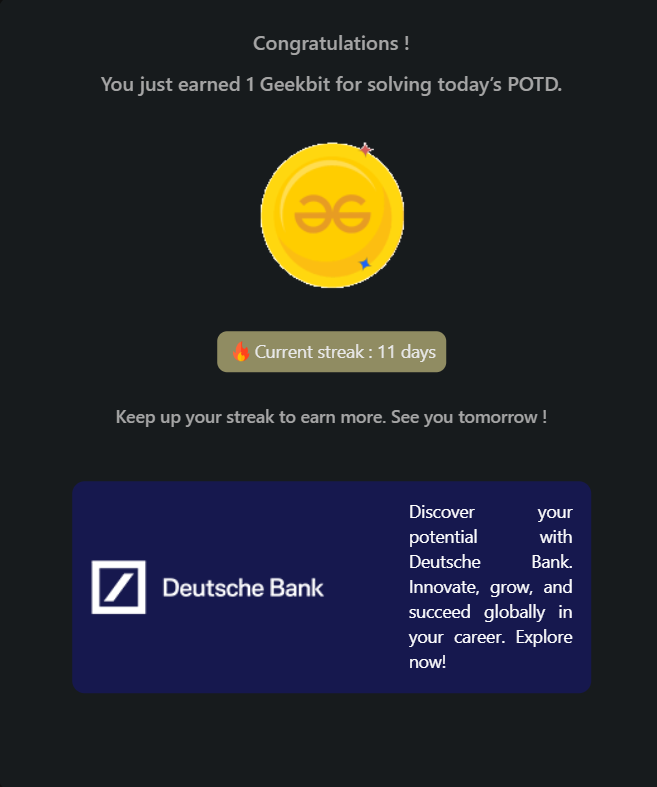 Congratulations !
You just earned 1 Geekbit for solving today's POTD.
Current streak : 11 days
Keep up your streak to earn more. See you tomorrow !
Deutsche Bank
Discover your
potential with
Deutsche Bank.
Innovate, grow, and
succeed globally in
your career. Explore
now!